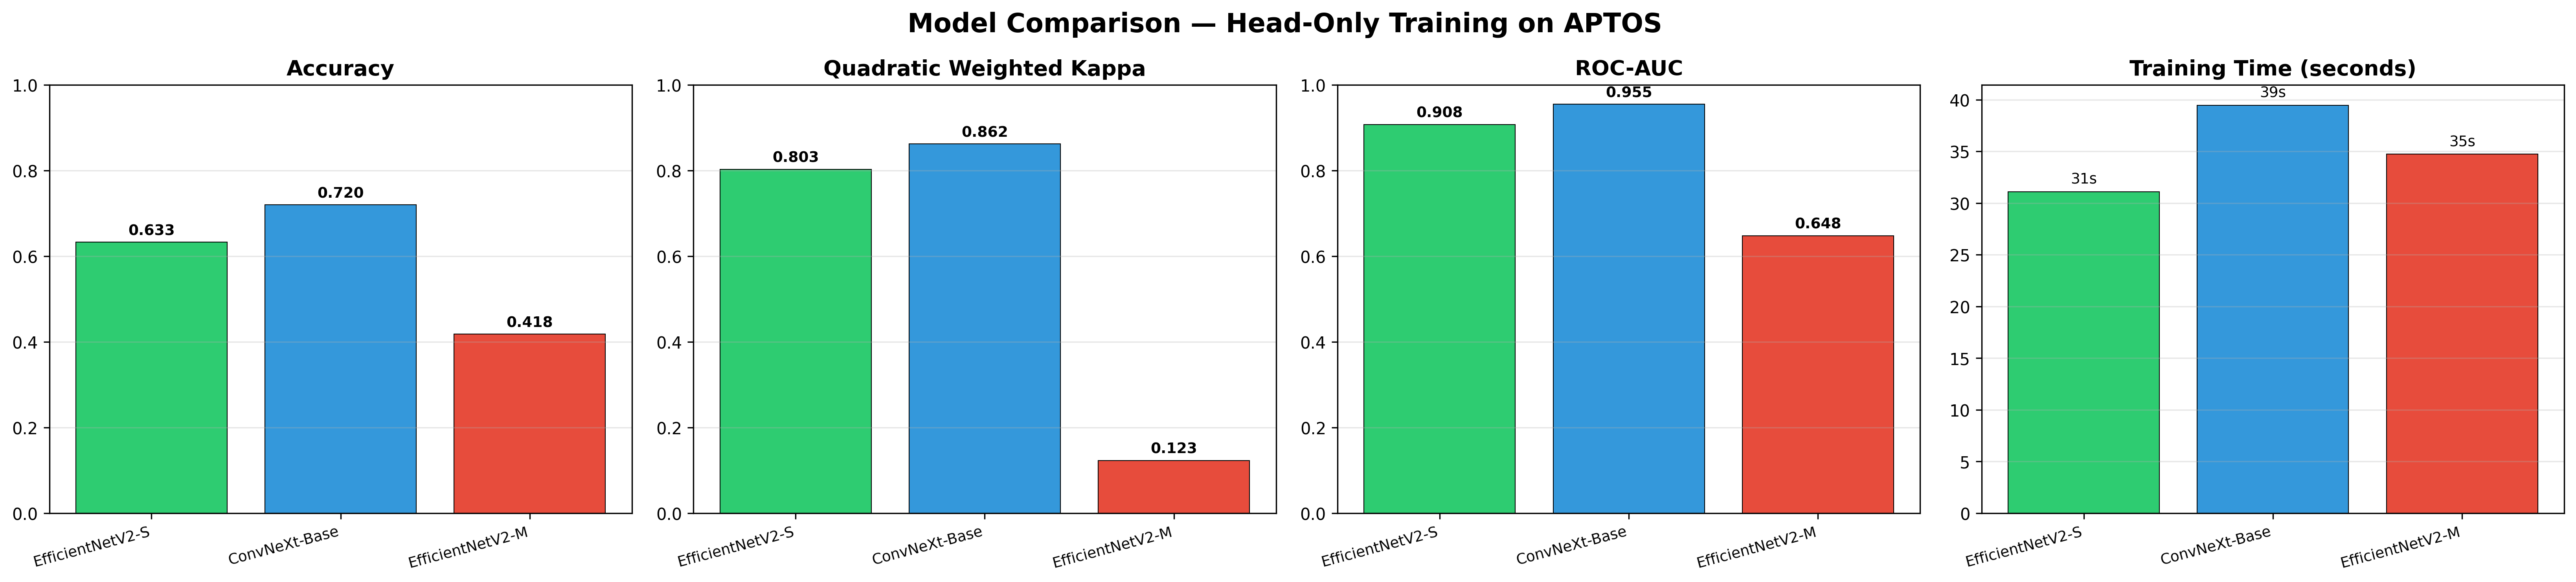 Model Comparison — Head-Only Training on APTOS
Accuracy
1.0
0.8
0.6
0.4
0.2
0.0
0.633
0.720
0.418
EfficientNetV2-S
ConvNeXt-Base
EfficientNetV2-M
Quadratic Weighted Kappa
1.0
0.8
0.6
0.4
0.2
0.0
0.803
0.862
0.123
EfficientNetV2-S
ConvNeXt-Base
EfficientNetV2-M
ROC-AUC
1.0
0.8
0.6
0.4
0.2
0.0
0.908
0.955
0.648
EfficientNetV2-S
ConvNeXt-Base
EfficientNetV2-M
Training Time (seconds)
40
35
30
25
20
15
10
5
0
31s
39s
35s
EfficientNetV2-S
ConvNeXt-Base
EfficientNetV2-M